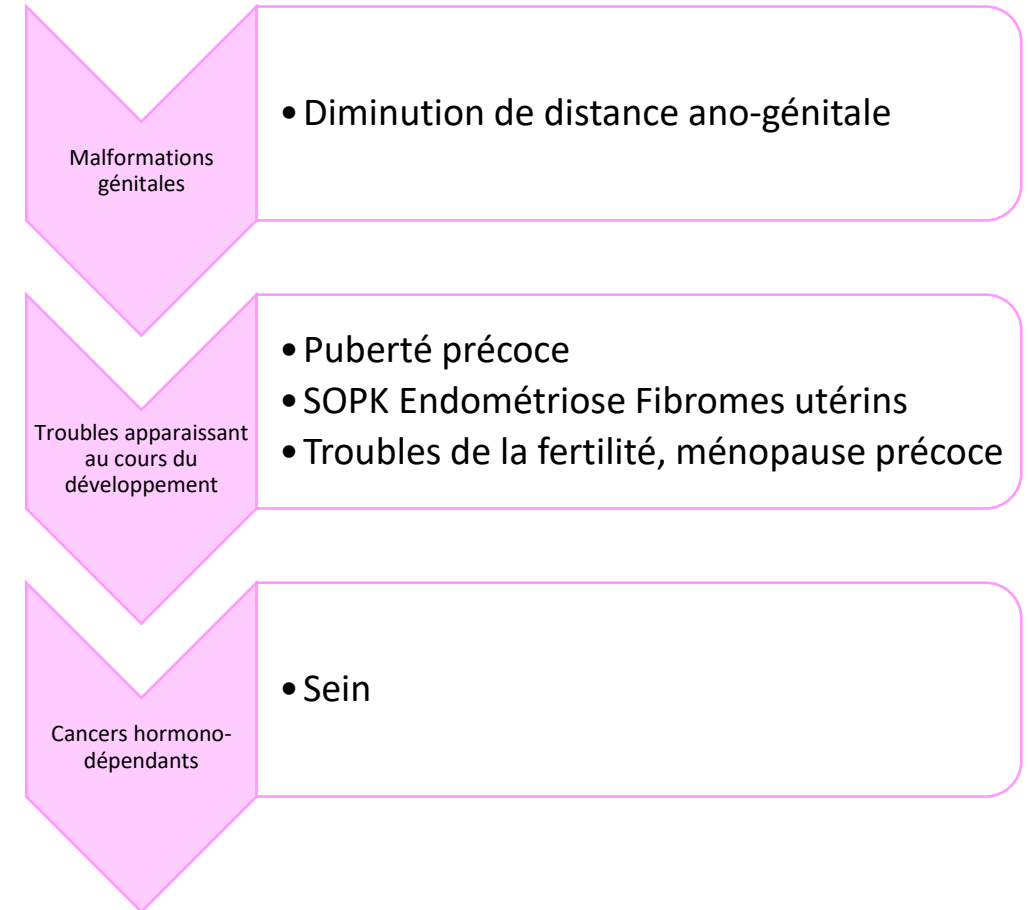 Malformations
génitales
• Diminution de distance ano-génitale
Troubles apparaissant
au cours du
développement
• Puberté précoce
• SOPK Endométriose Fibromes utérins
• Troubles de la fertilité, ménopause précoce
Cancers hormono-
dépendants
• Sein